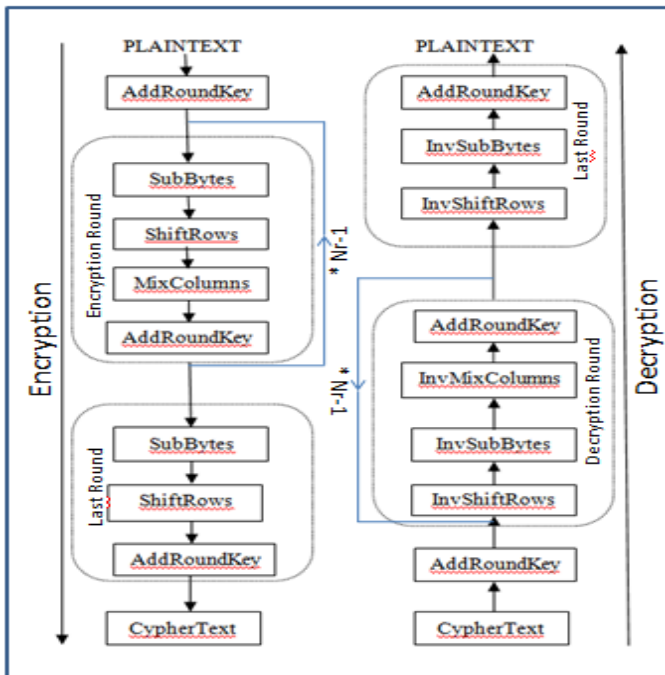 PLAINTEXT
AddRoundKey
SubBytes
ShiftRows
MixColumns
AddRoundKey
Encryption Round
* Nr-1
SubBytes
ShiftRows
AddRoundKey
Last Round
CypherText
Encryption
PLAINTEXT
AddRoundKey
InvSubBytes
InvShiftRows
Last Round
AddRoundKey
InvMixColumns
InvSubBytes
InvShiftRows
Decryption Round
* Nr-1
AddRoundKey
CypherText
Decryption